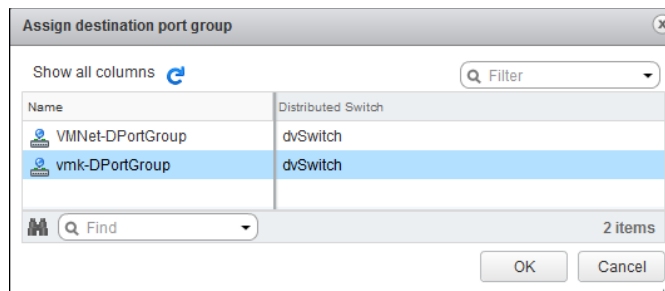 Assign destination port group
Show all columns
Filter
Name Distributed Switch
VMNet-DPortGroup dvSwitch
vmk-DPortGroup dvSwitch
Find 2 items
OK Cancel